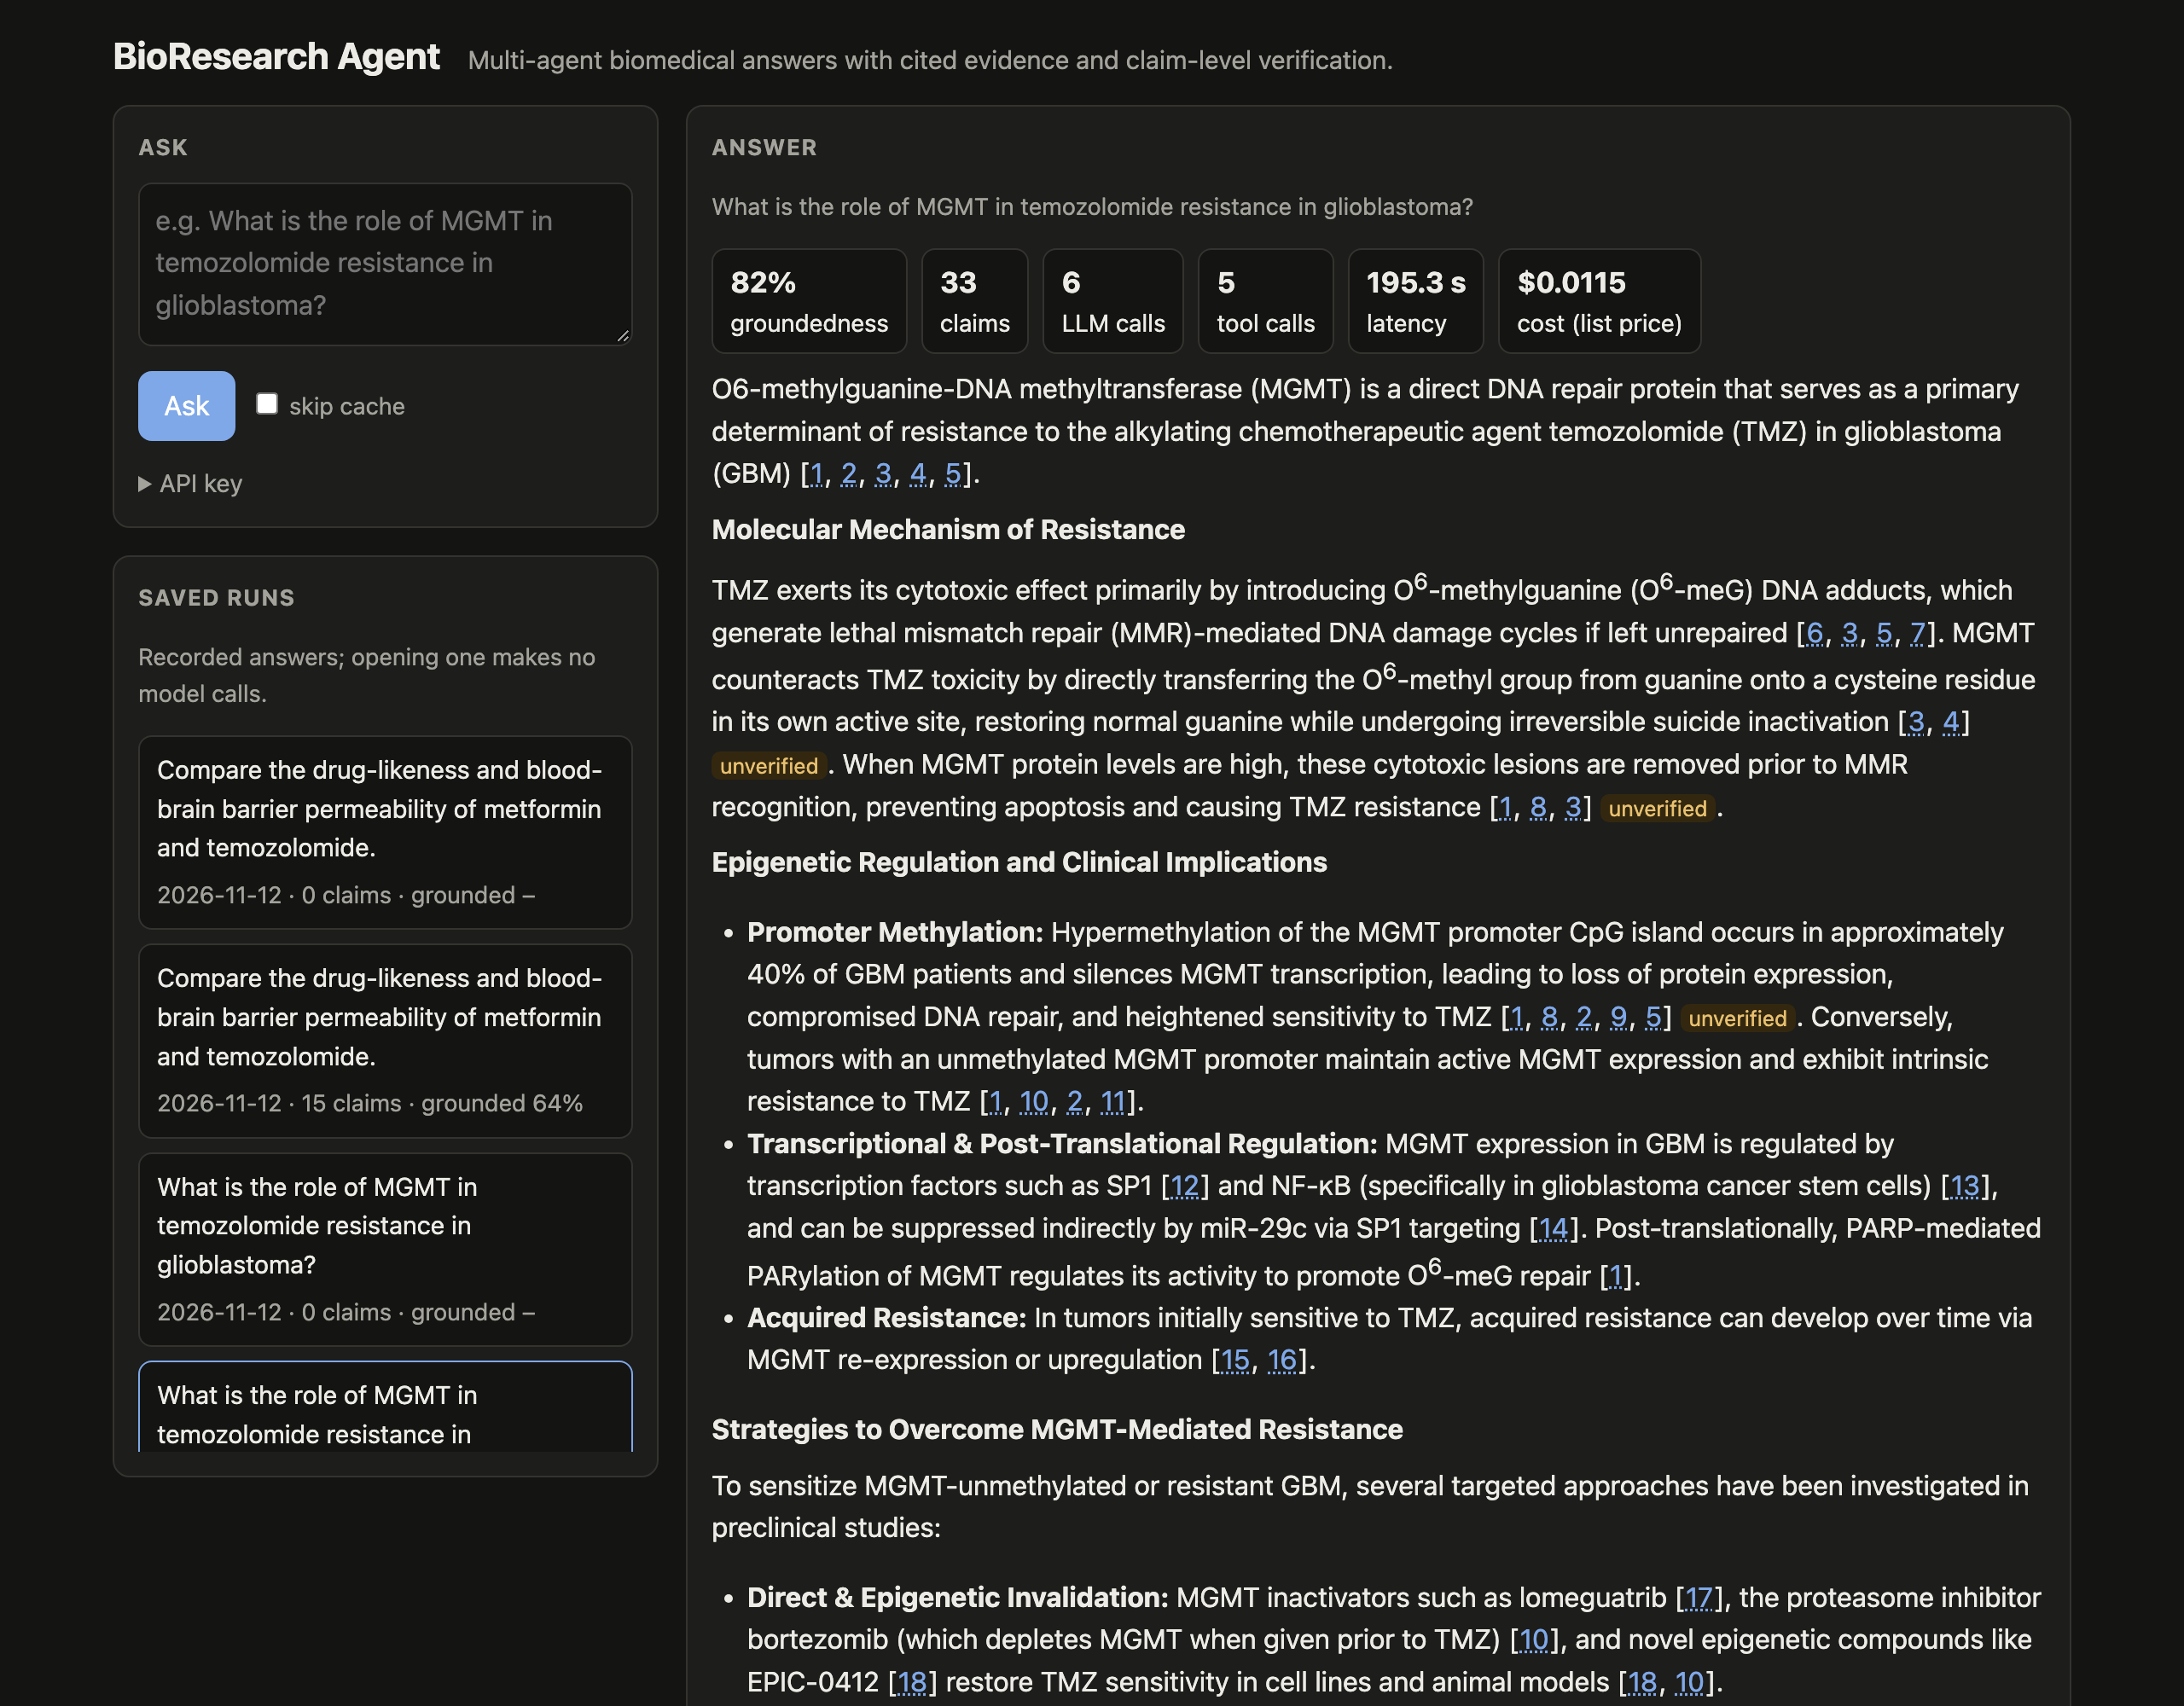 BioResearch Agent Multi-agent biomedical answers with cited evidence and claim-level verification.
ASK
e.g. What is the role of MGMT in
temozolomide resistance in
glioblastoma?
Ask skip cache
▶ API key
SAVED RUNS
Recorded answers; opening one makes no
model calls.
Compare the drug-likeness and blood-
brain barrier permeability of metformin
and temozolomide.
2026-11-12 · 0 claims · grounded –
Compare the drug-likeness and blood-
brain barrier permeability of metformin
and temozolomide.
2026-11-12 · 15 claims · grounded 64%
What is the role of MGMT in
temozolomide resistance in
glioblastoma?
2026-11-12 · 0 claims · grounded –
What is the role of MGMT in
temozolomide resistance in
ANSWER
What is the role of MGMT in temozolomide resistance in glioblastoma?
82% 33 6 5 195.3 s $0.0115
groundedness claims LLM calls tool calls latency cost (list price)
O6-methylguanine-DNA methyltransferase (MGMT) is a direct DNA repair protein that serves as a primary
determinant of resistance to the alkylating chemotherapeutic agent temozolomide (TMZ) in glioblastoma
(GBM) [1, 2, 3, 4, 5].
Molecular Mechanism of Resistance
TMZ exerts its cytotoxic effect primarily by introducing O⁶-methylguanine (O⁶-meG) DNA adducts, which
generate lethal mismatch repair (MMR)-mediated DNA damage cycles if left unrepaired [6, 3, 5, 7]. MGMT
counteracts TMZ toxicity by directly transferring the O⁶-methyl group from guanine onto a cysteine residue
in its own active site, restoring normal guanine while undergoing irreversible suicide inactivation [3, 4]
unverified. When MGMT protein levels are high, these cytotoxic lesions are removed prior to MMR
recognition, preventing apoptosis and causing TMZ resistance [1, 8, 3] unverified.
Epigenetic Regulation and Clinical Implications
• Promoter Methylation: Hypermethylation of the MGMT promoter CpG island occurs in approximately
40% of GBM patients and silences MGMT transcription, leading to loss of protein expression,
compromised DNA repair, and heightened sensitivity to TMZ [1, 8, 2, 9, 5] unverified. Conversely,
tumors with an unmethylated MGMT promoter maintain active MGMT expression and exhibit intrinsic
resistance to TMZ [1, 10, 2, 11].
• Transcriptional & Post-Translational Regulation: MGMT expression in GBM is regulated by
transcription factors such as SP1 [12] and NF-κB (specifically in glioblastoma cancer stem cells) [13],
and can be suppressed indirectly by miR-29c via SP1 targeting [14]. Post-translationally, PARP-mediated
PARylation of MGMT regulates its activity to promote O⁶-meG repair [1].
• Acquired Resistance: In tumors initially sensitive to TMZ, acquired resistance can develop over time via
MGMT re-expression or upregulation [15, 16].
Strategies to Overcome MGMT-Mediated Resistance
To sensitize MGMT-unmethylated or resistant GBM, several targeted approaches have been investigated in
preclinical studies:
• Direct & Epigenetic Invalidation: MGMT inactivators such as lomeguatrib [17], the proteasome inhibitor
bortezomib (which depletes MGMT when given prior to TMZ) [10], and novel epigenetic compounds like
EPIC-0412 [18] restore TMZ sensitivity in cell lines and animal models [18, 10].